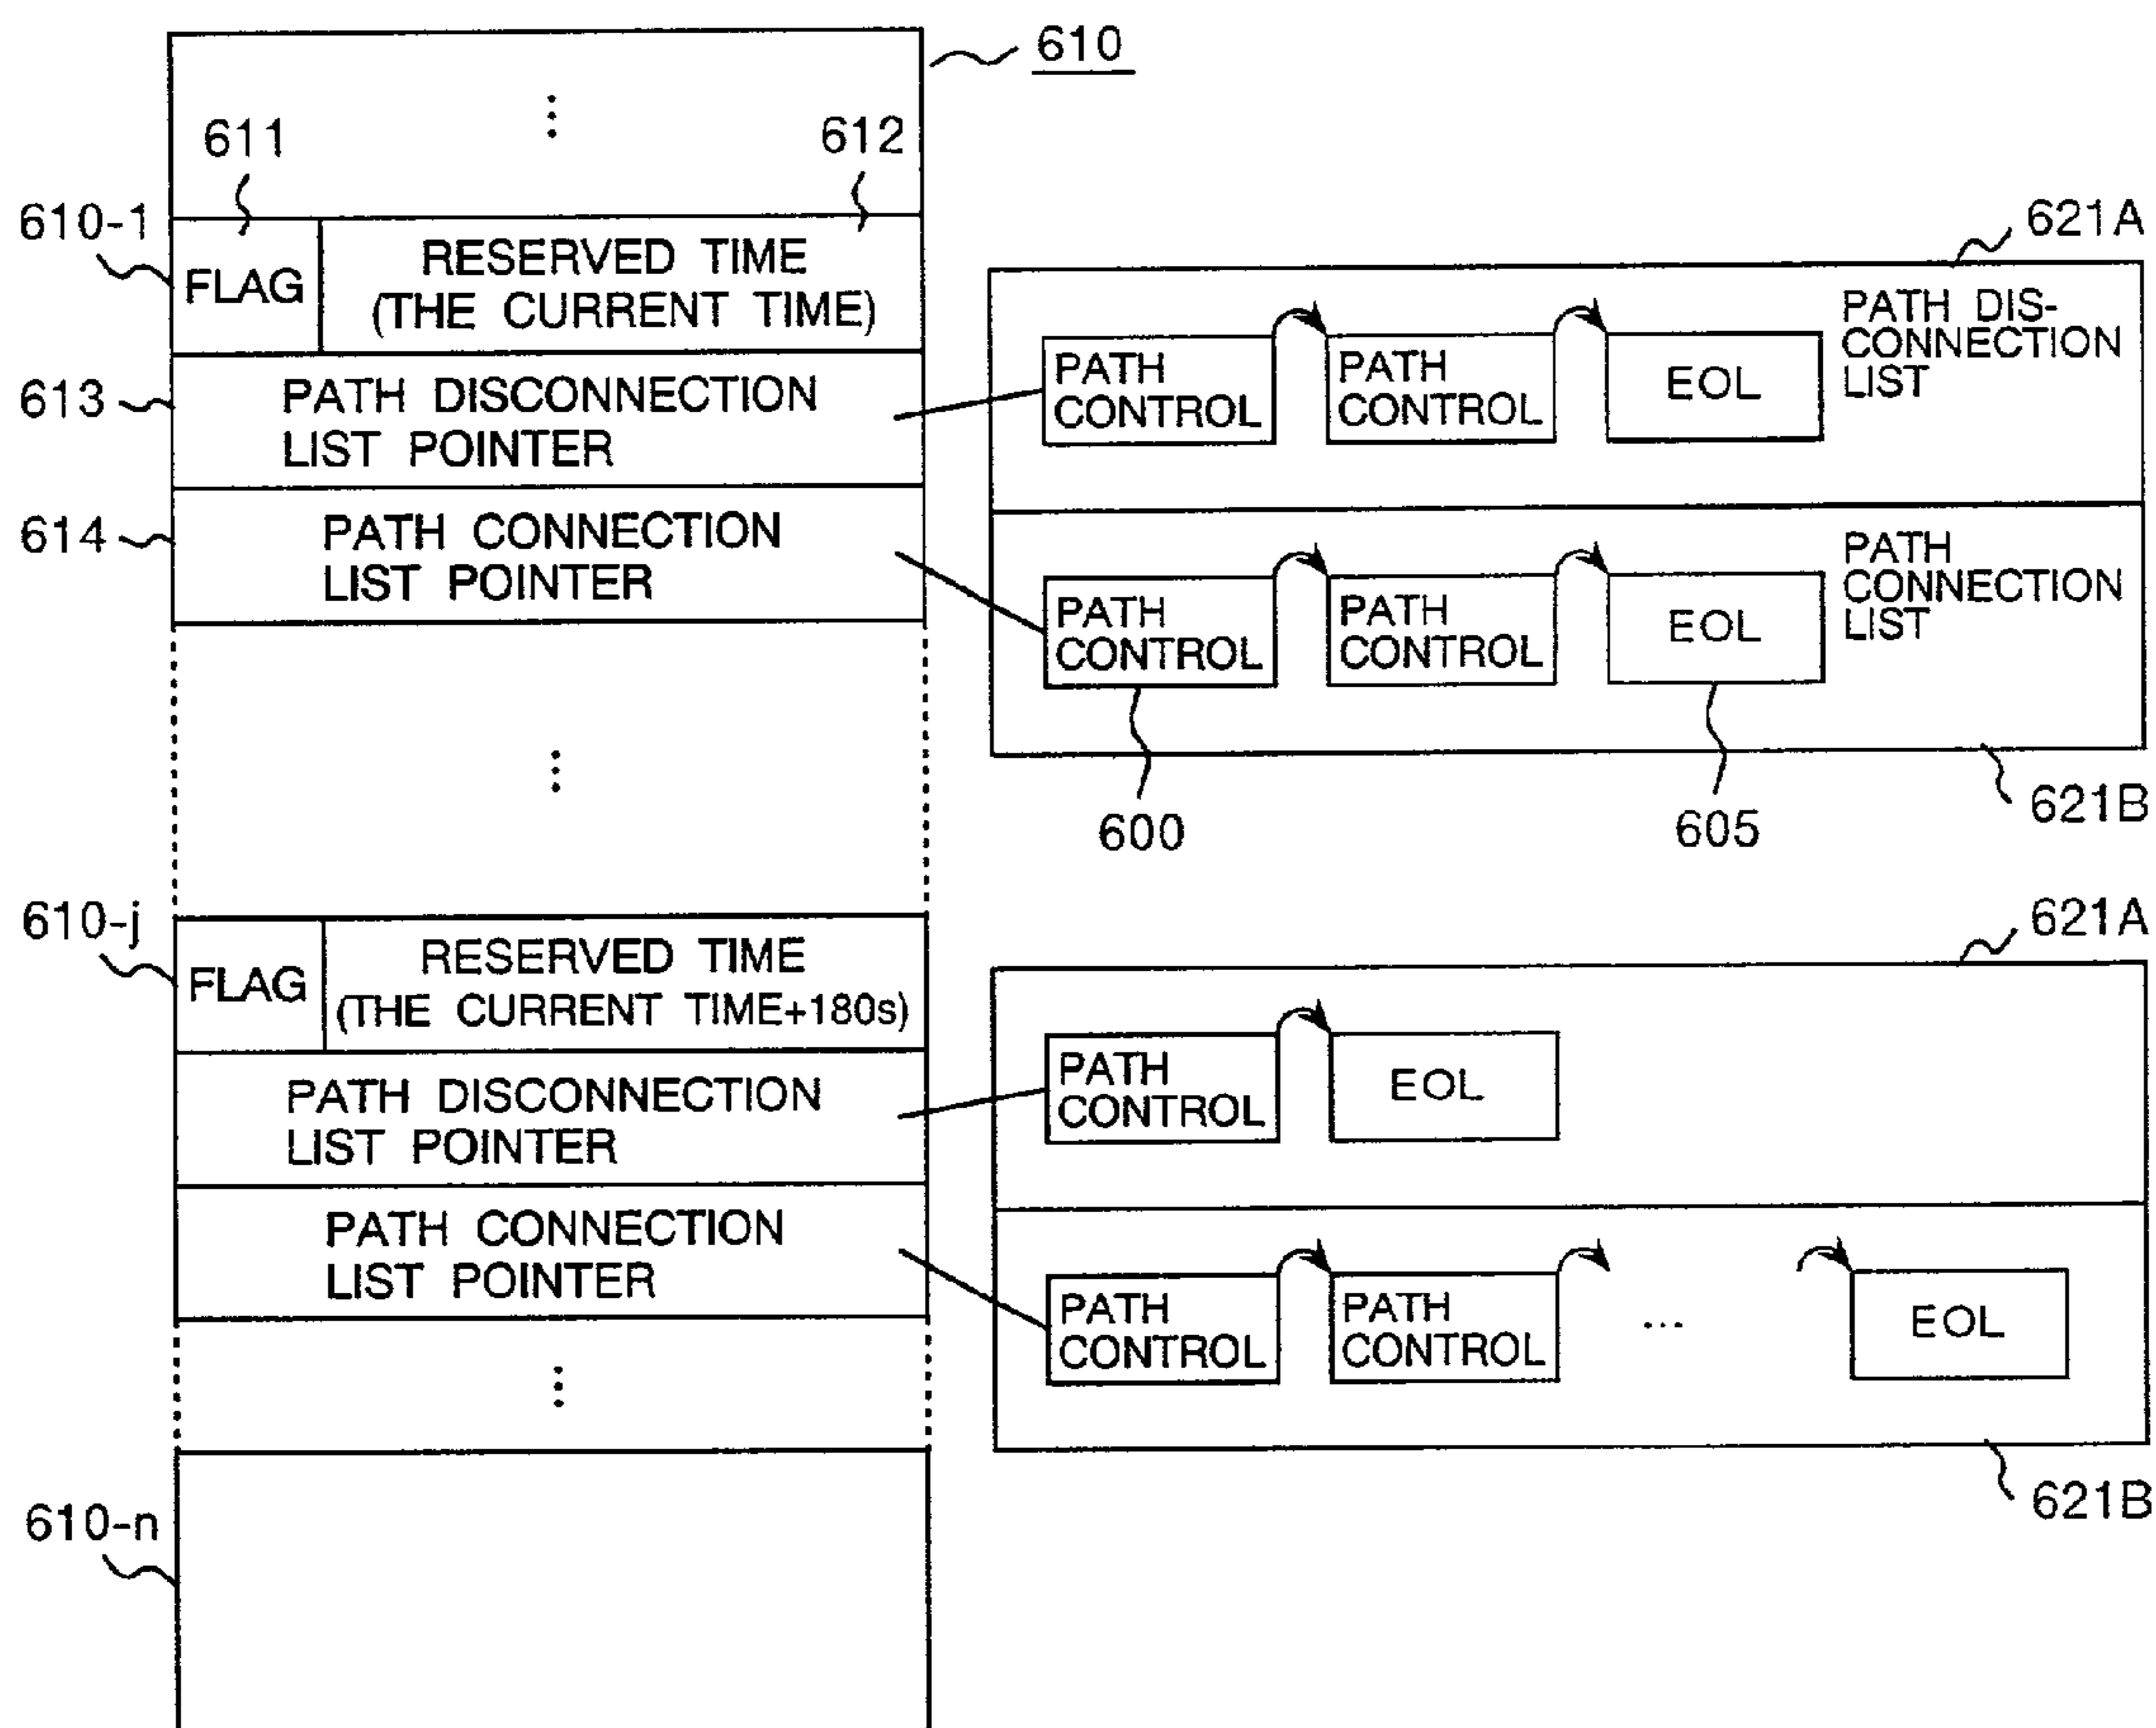 610
⋮
611
612
610-1
FLAG
RESERVED TIME
(THE CURRENT TIME)
613
PATH DISCONNECTION
LIST POINTER
614
PATH CONNECTION
LIST POINTER
621A
PATH DIS-
CONNECTION
LIST
PATH
CONTROL
PATH
CONTROL
EOL
PATH
CONNECTION
LIST
PATH
CONTROL
PATH
CONTROL
EOL
600
605
621B
⋮
610-j
FLAG
RESERVED TIME
(THE CURRENT TIME+180s)
PATH DISCONNECTION
LIST POINTER
PATH CONNECTION
LIST POINTER
621A
PATH
CONTROL
EOL
PATH
CONTROL
PATH
CONTROL
...
EOL
621B
⋮
610-n